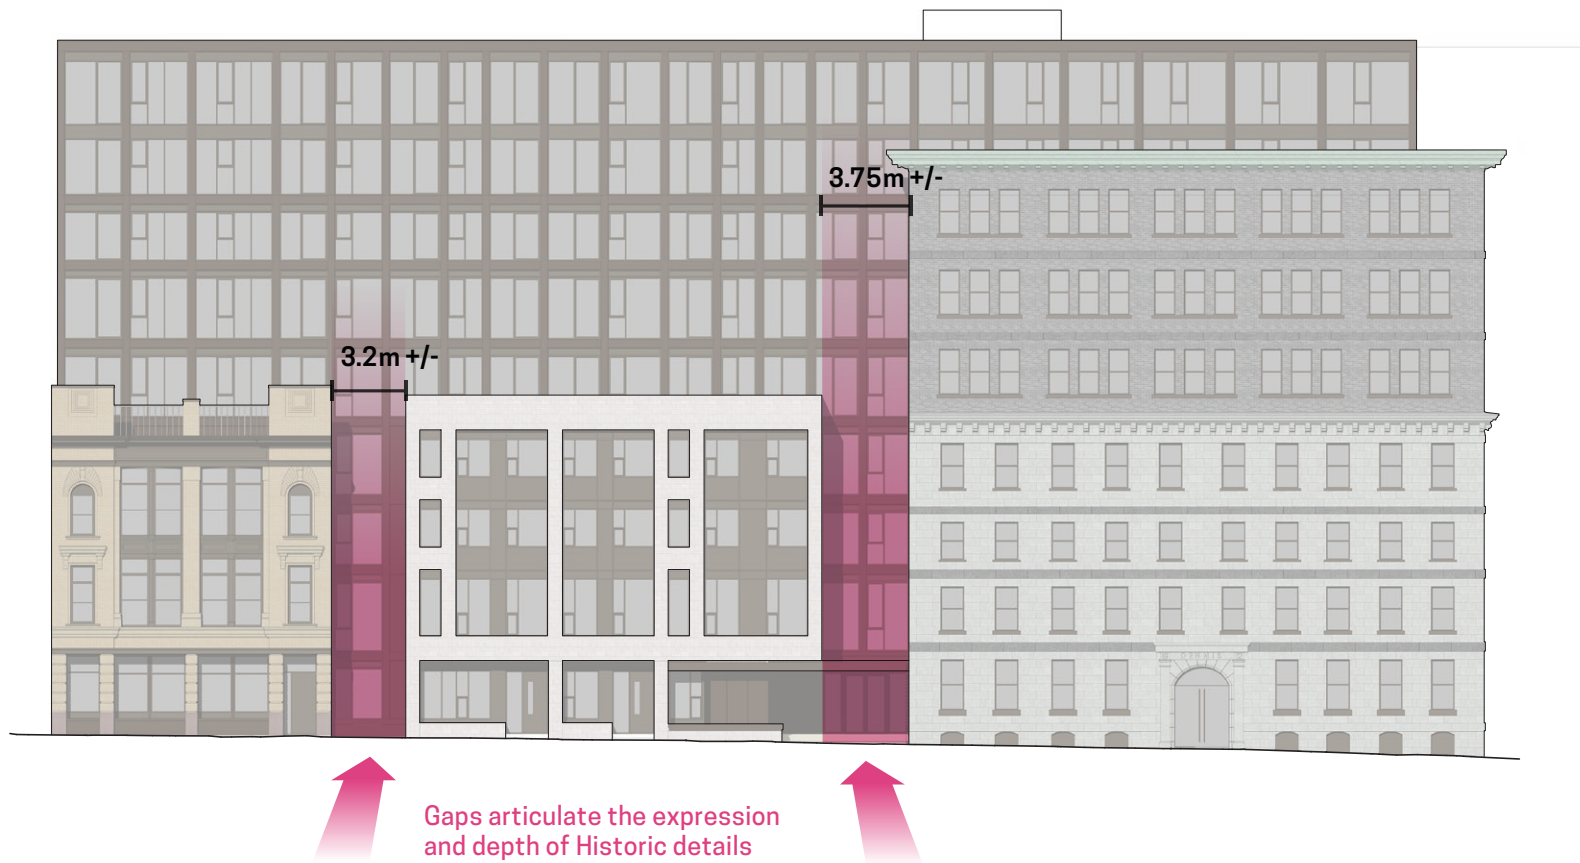 3.75m +/-
3.2m +/-
Gaps articulate the expression
and depth of Historic details